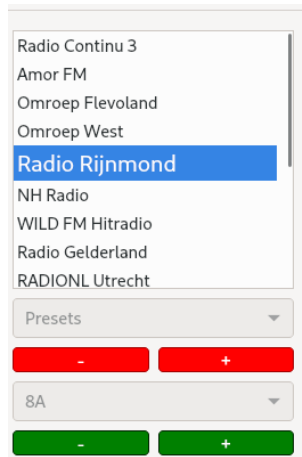 Radio Continu 3
Amor FM
Omroep Flevoland
Omroep West
Radio Rijnmond
NH Radio
WILD FM Hitradio
Radio Gelderland
RADIONL Utrecht
Presets
- +
8A
- +